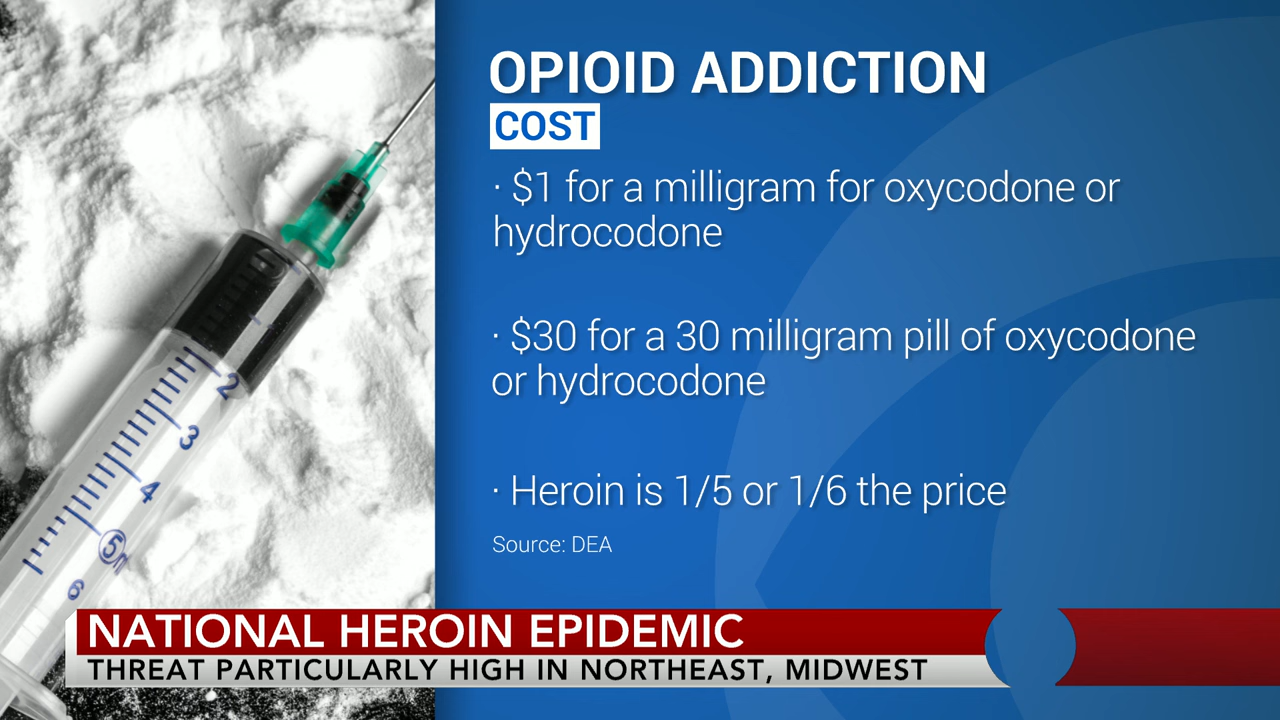 OPIOID ADDICTION
COST
· $1 for a milligram for oxycodone or
hydrocodone
· $30 for a 30 milligram pill of oxycodone
or hydrocodone
· Heroin is 1/5 or 1/6 the price
Source: DEA
2
3
4
5m
6
NATIONAL HEROIN EPIDEMIC
THREAT PARTICULARLY HIGH IN NORTHEAST, MIDWEST